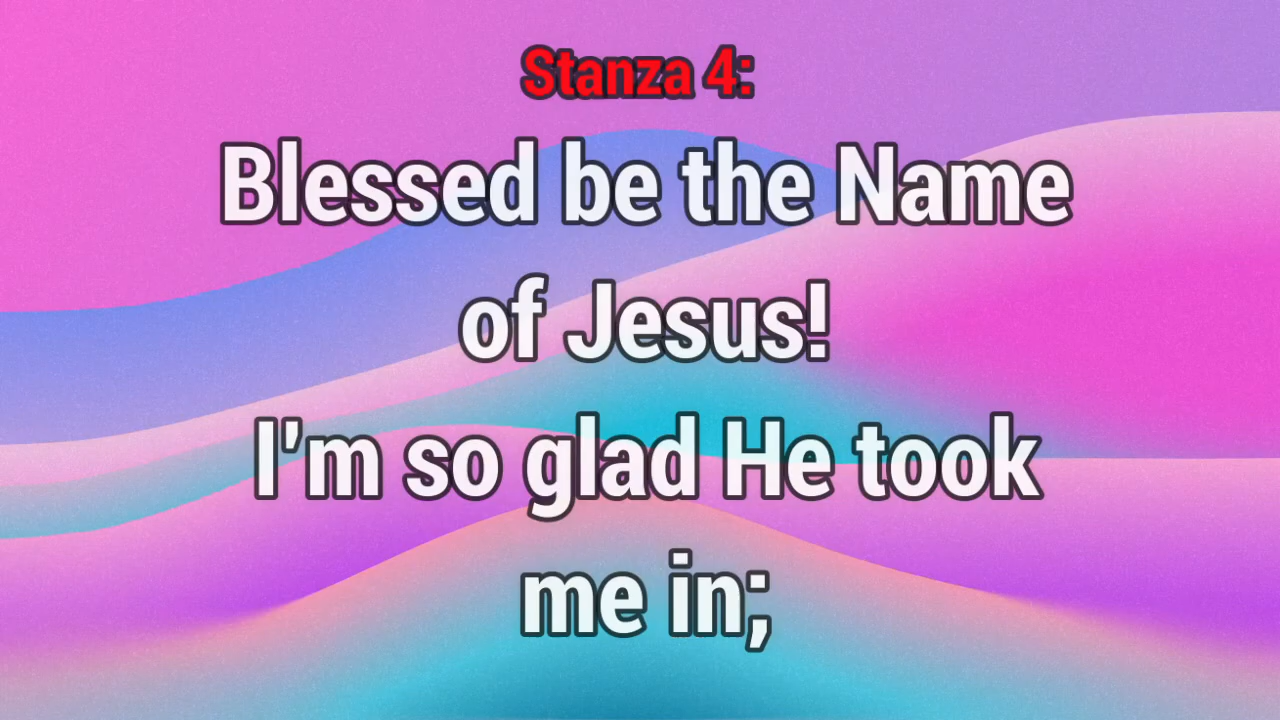 Stanza 4:
Blessed be the Name
of Jesus!
I'm so glad He took
me in;